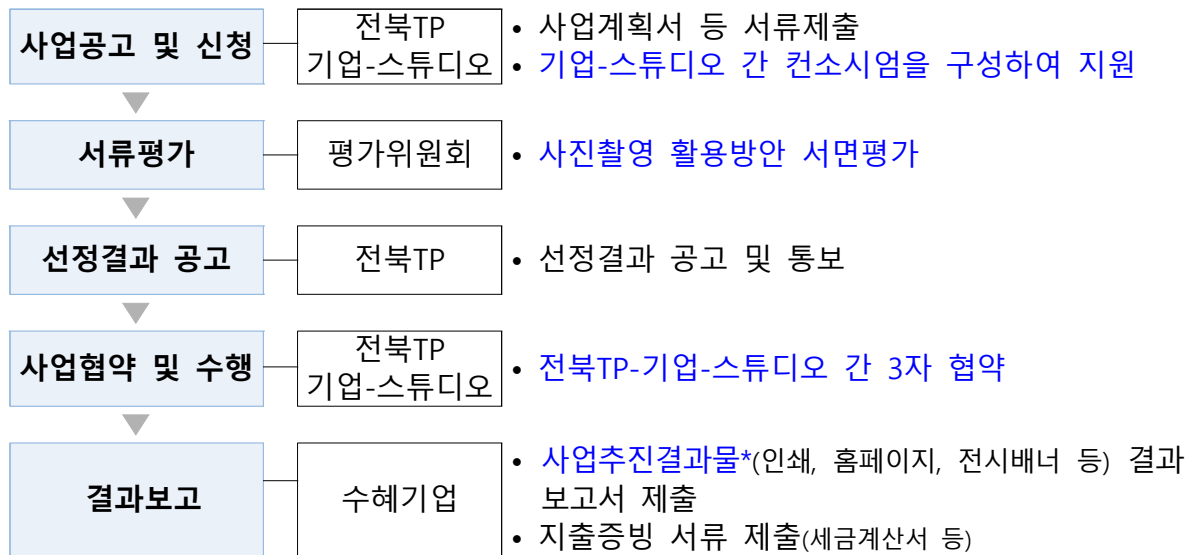 사업공고 및 신청
전북TP
기업-스튜디오
• 사업계획서 등 서류제출
• 기업-스튜디오 간 컨소시엄을 구성하여 지원
서류평가
평가위원회
• 사진촬영 활용방안 서면평가
선정결과 공고
전북TP
• 선정결과 공고 및 통보
사업협약 및 수행
전북TP
기업-스튜디오
• 전북TP-기업-스튜디오 간 3자 협약
결과보고
수혜기업
• 사업추진결과물*(인쇄, 홈페이지, 전시배너 등) 결과
보고서 제출
• 지출증빙 서류 제출(세금계산서 등)